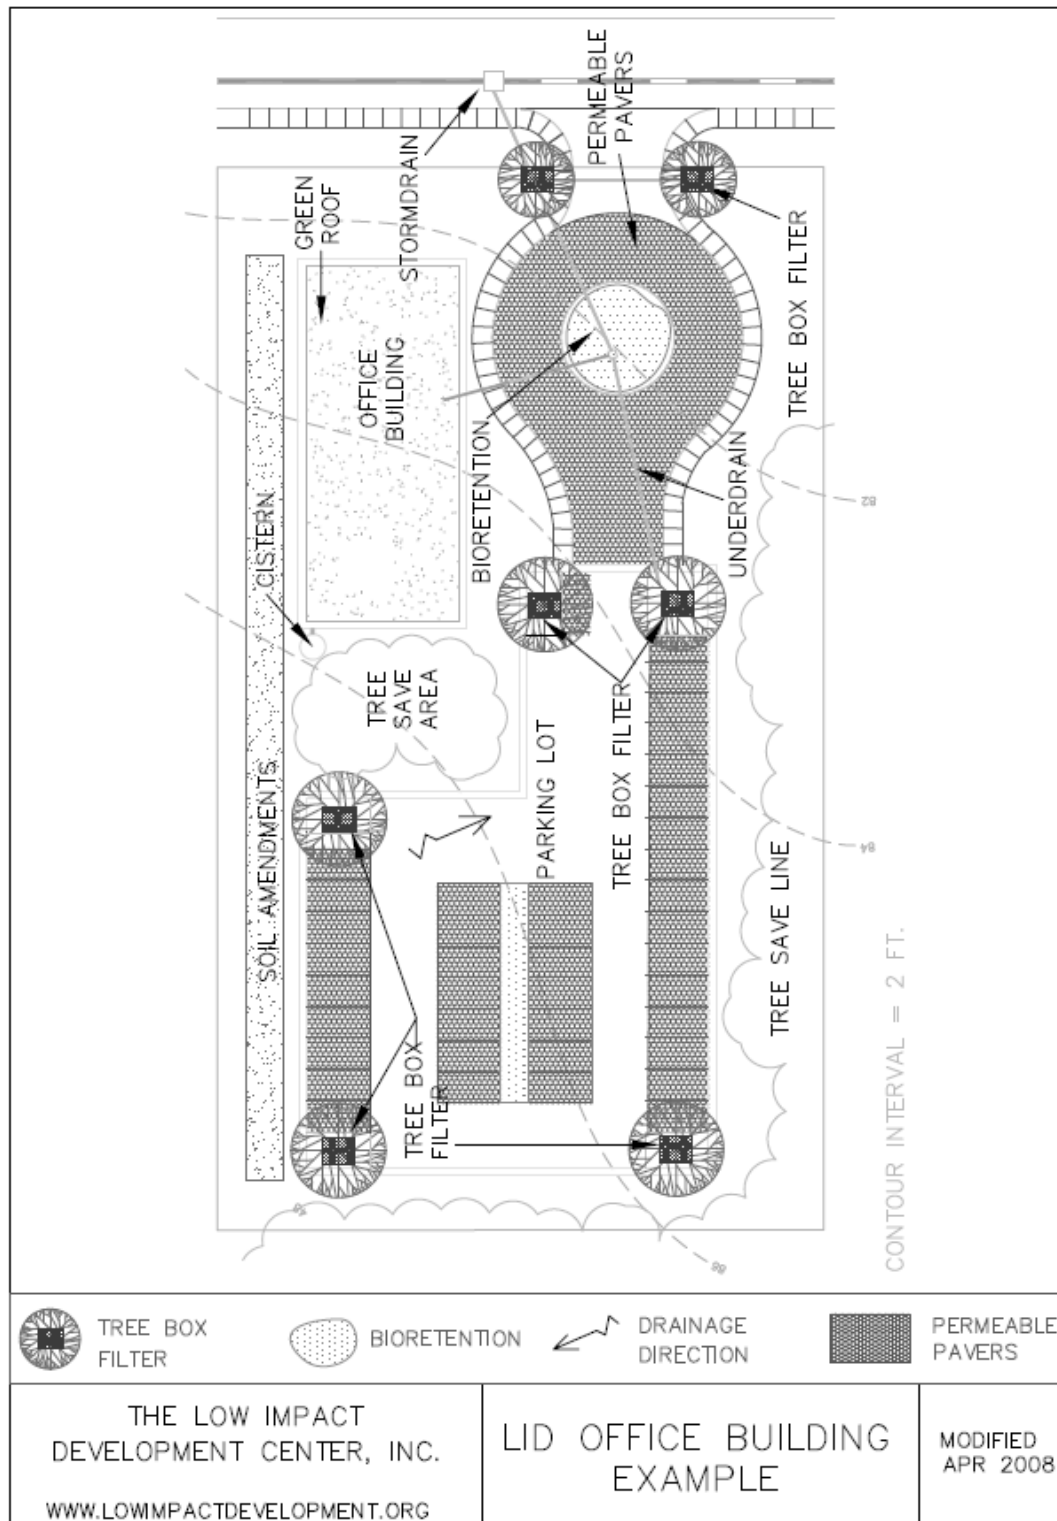 PERMEABLE
PAVERS
STORMDRAIN
GREEN
ROOF
TREE BOX FILTER
OFFICE
BUILDING
BIORETENTION
UNDERDRAIN
CISTERN
82
TREE
SAVE
AREA
TREE BOX FILTER
PARKING LOT
SOIL AMENDMENTS
84
TREE SAVE LINE
TREE BOX
FILTER
CONTOUR INTERVAL = 2 FT.
86
TREE BOX
FILTER
BIORETENTION
DRAINAGE
DIRECTION
PERMEABLE
PAVERS
THE LOW IMPACT
DEVELOPMENT CENTER, INC.
WWW.LOWIMPACTDEVELOPMENT.ORG
LID OFFICE BUILDING
EXAMPLE
MODIFIED
APR 2008